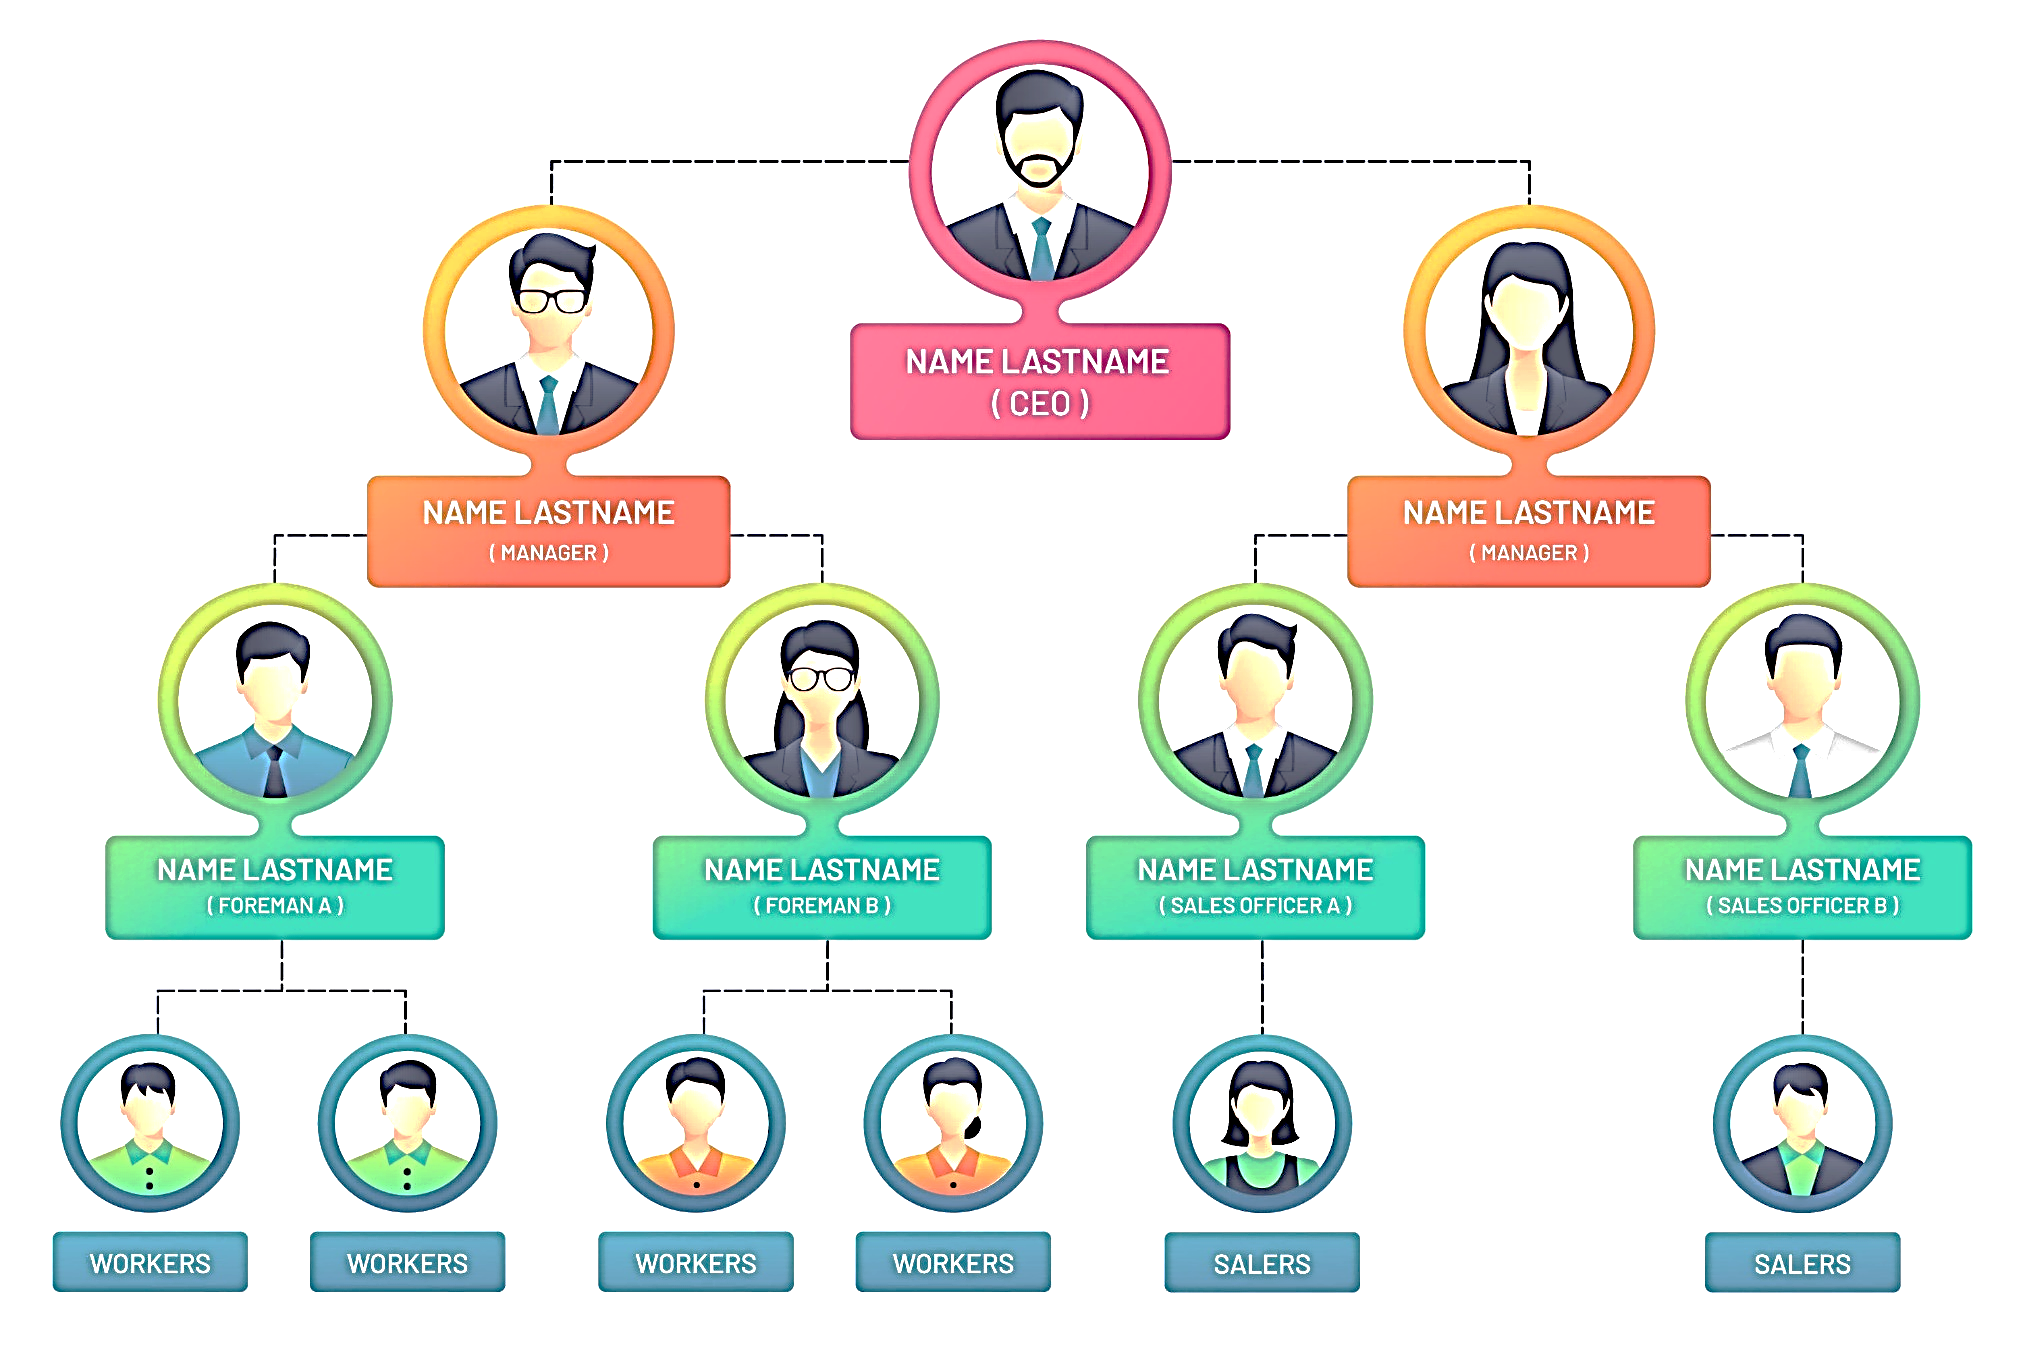 NAME LASTNAME
( CEO )
NAME LASTNAME
( MANAGER )
NAME LASTNAME
( MANAGER )
NAME LASTNAME
( FOREMAN A )
NAME LASTNAME
( FOREMAN B )
NAME LASTNAME
( SALES OFFICER A )
NAME LASTNAME
( SALES OFFICER B )
WORKERS
WORKERS
WORKERS
WORKERS
SALERS
SALERS